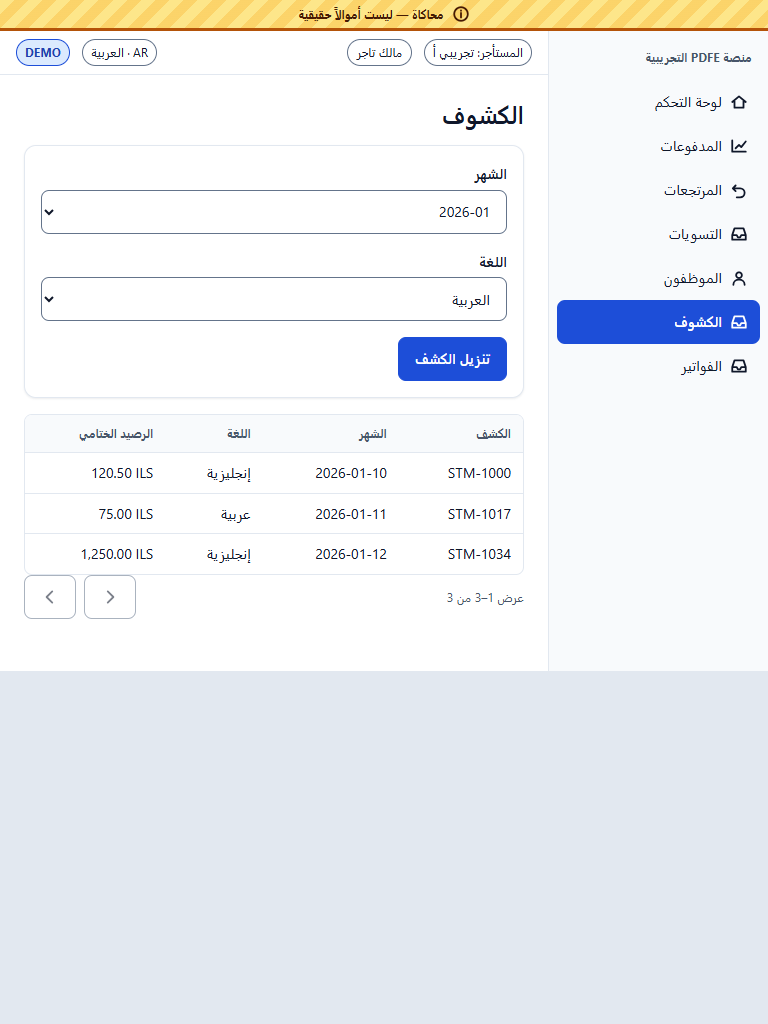 محاكاة — ليست أموالاً حقيقية
منصة PDFE التجريبية
لوحة التحكم
المدفوعات
المرتجعات
التسويات
الموظفون
الكشوف
الفواتير
المستأجر: تجريبي أ
مالك تاجر
AR · العربية
DEMO
الكشوف
الشهر
2026-01
اللغة
العربية
تنزيل الكشف
الكشف الشهر اللغة الرصيد الختامي
STM-1000 2026-01-10 إنجليزية 120.50 ILS
STM-1017 2026-01-11 عربية 75.00 ILS
STM-1034 2026-01-12 إنجليزية 1,250.00 ILS
عرض 1–3 من 3